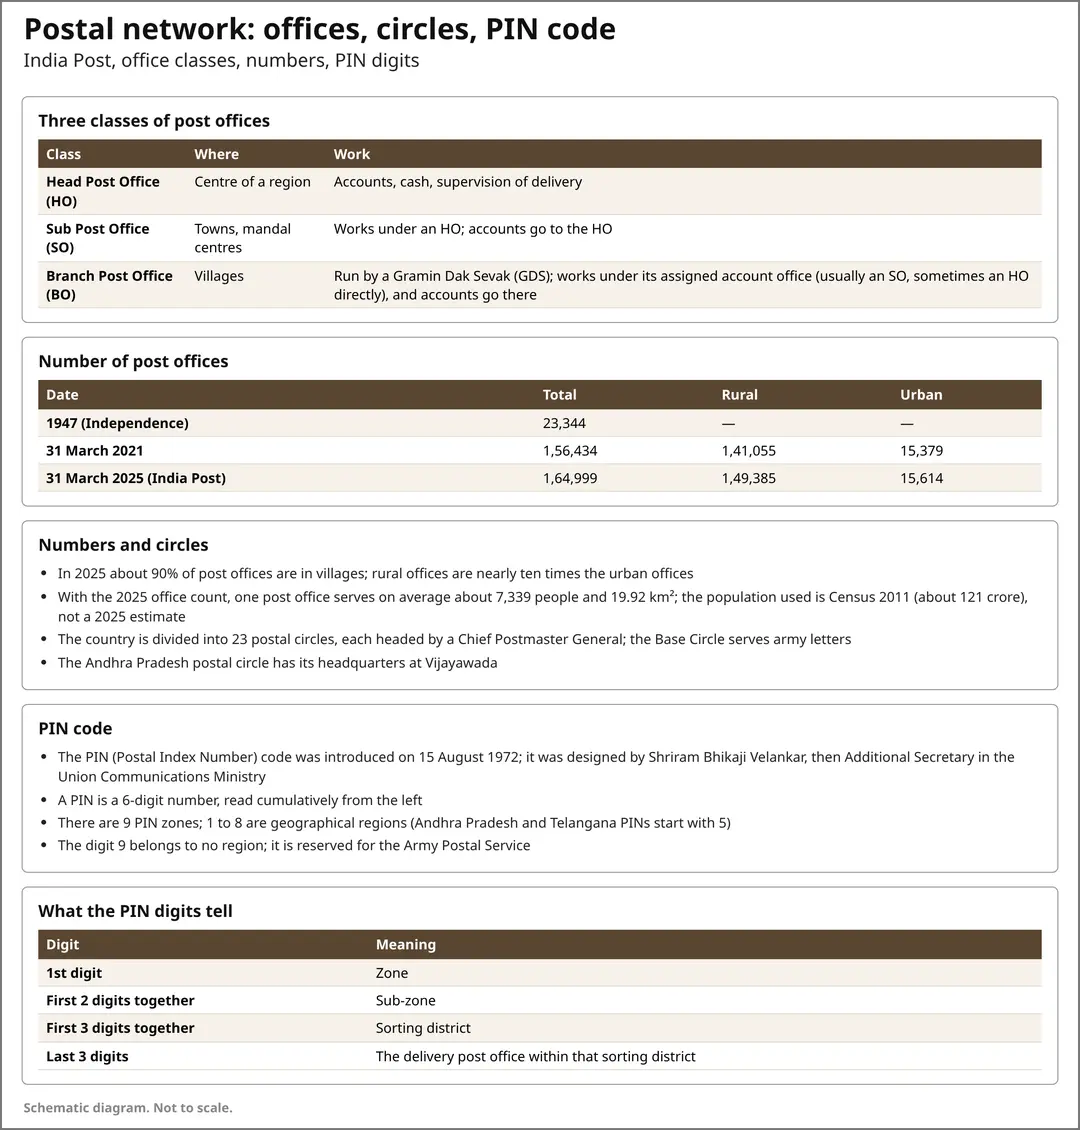 Postal network: offices, circles, PIN code
India Post, office classes, numbers, PIN digits
Three classes of post offices
Class Where Work
Head Post Office (HO) Centre of a region Accounts, cash, supervision of delivery
Sub Post Office (SO) Towns, mandal centres Works under an HO; accounts go to the HO
Branch Post Office (BO) Villages Run by a Gramin Dak Sevak (GDS); works under its assigned account office (usually an SO, sometimes an HO directly), and accounts go there
Number of post offices
Date Total Rural Urban
1947 (Independence) 23,344 — —
31 March 2021 1,56,434 1,41,055 15,379
31 March 2025 (India Post) 1,64,999 1,49,385 15,614
Numbers and circles
• In 2025 about 90% of post offices are in villages; rural offices are nearly ten times the urban offices
• With the 2025 office count, one post office serves on average about 7,339 people and 19.92 km²; the population used is Census 2011 (about 121 crore),
not a 2025 estimate
• The country is divided into 23 postal circles, each headed by a Chief Postmaster General; the Base Circle serves army letters
• The Andhra Pradesh postal circle has its headquarters at Vijayawada
PIN code
• The PIN (Postal Index Number) code was introduced on 15 August 1972; it was designed by Shriram Bhikaji Velankar, then Additional Secretary in the
Union Communications Ministry
• A PIN is a 6-digit number, read cumulatively from the left
• There are 9 PIN zones; 1 to 8 are geographical regions (Andhra Pradesh and Telangana PINs start with 5)
• The digit 9 belongs to no region; it is reserved for the Army Postal Service
What the PIN digits tell
Digit Meaning
1st digit Zone
First 2 digits together Sub-zone
First 3 digits together Sorting district
Last 3 digits The delivery post office within that sorting district
Schematic diagram. Not to scale.